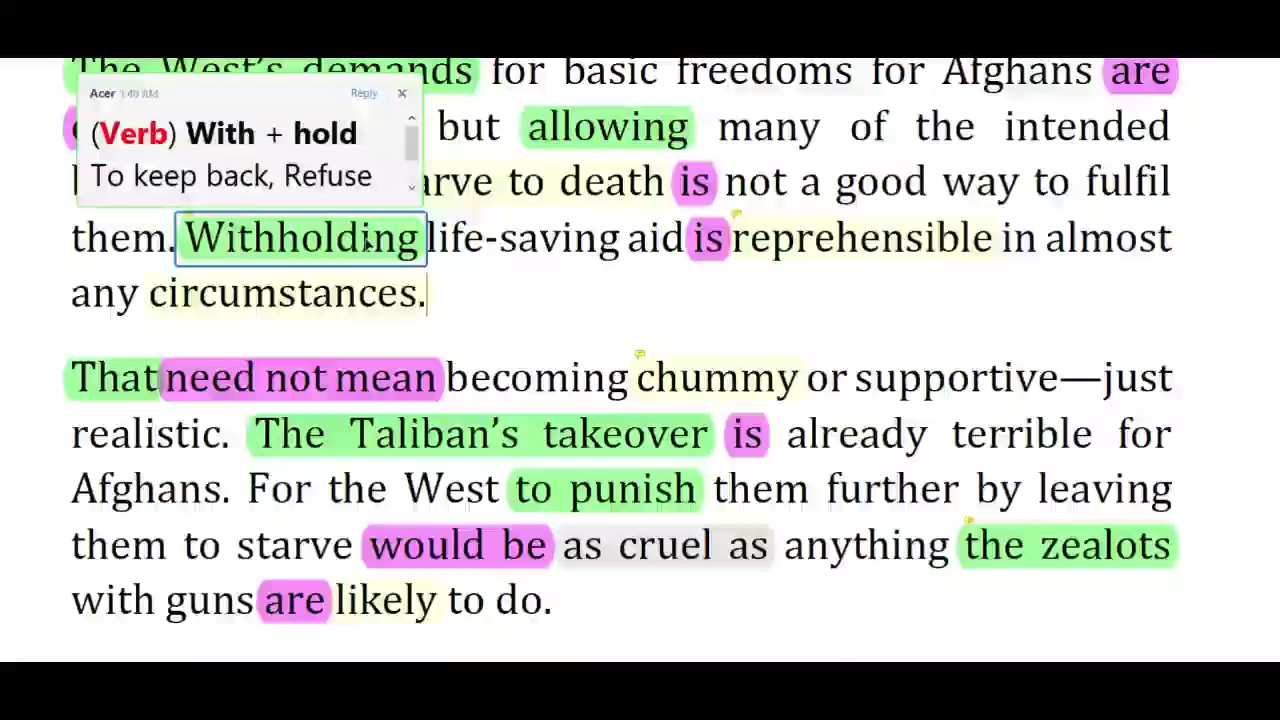 The West's demands for basic freedoms for Afghans are
Acer 1:40 AM Reply
(Verb) With + hold
To keep back, Refuse
but allowing many of the intended
arve to death is not a good way to fulfil
them. Withholding life-saving aid is reprehensible in almost
any circumstances.
That need not mean becoming chummy or supportive—just
realistic. The Taliban's takeover is already terrible for
Afghans. For the West to punish them further by leaving
them to starve would be as cruel as anything the zealots
with guns are likely to do.